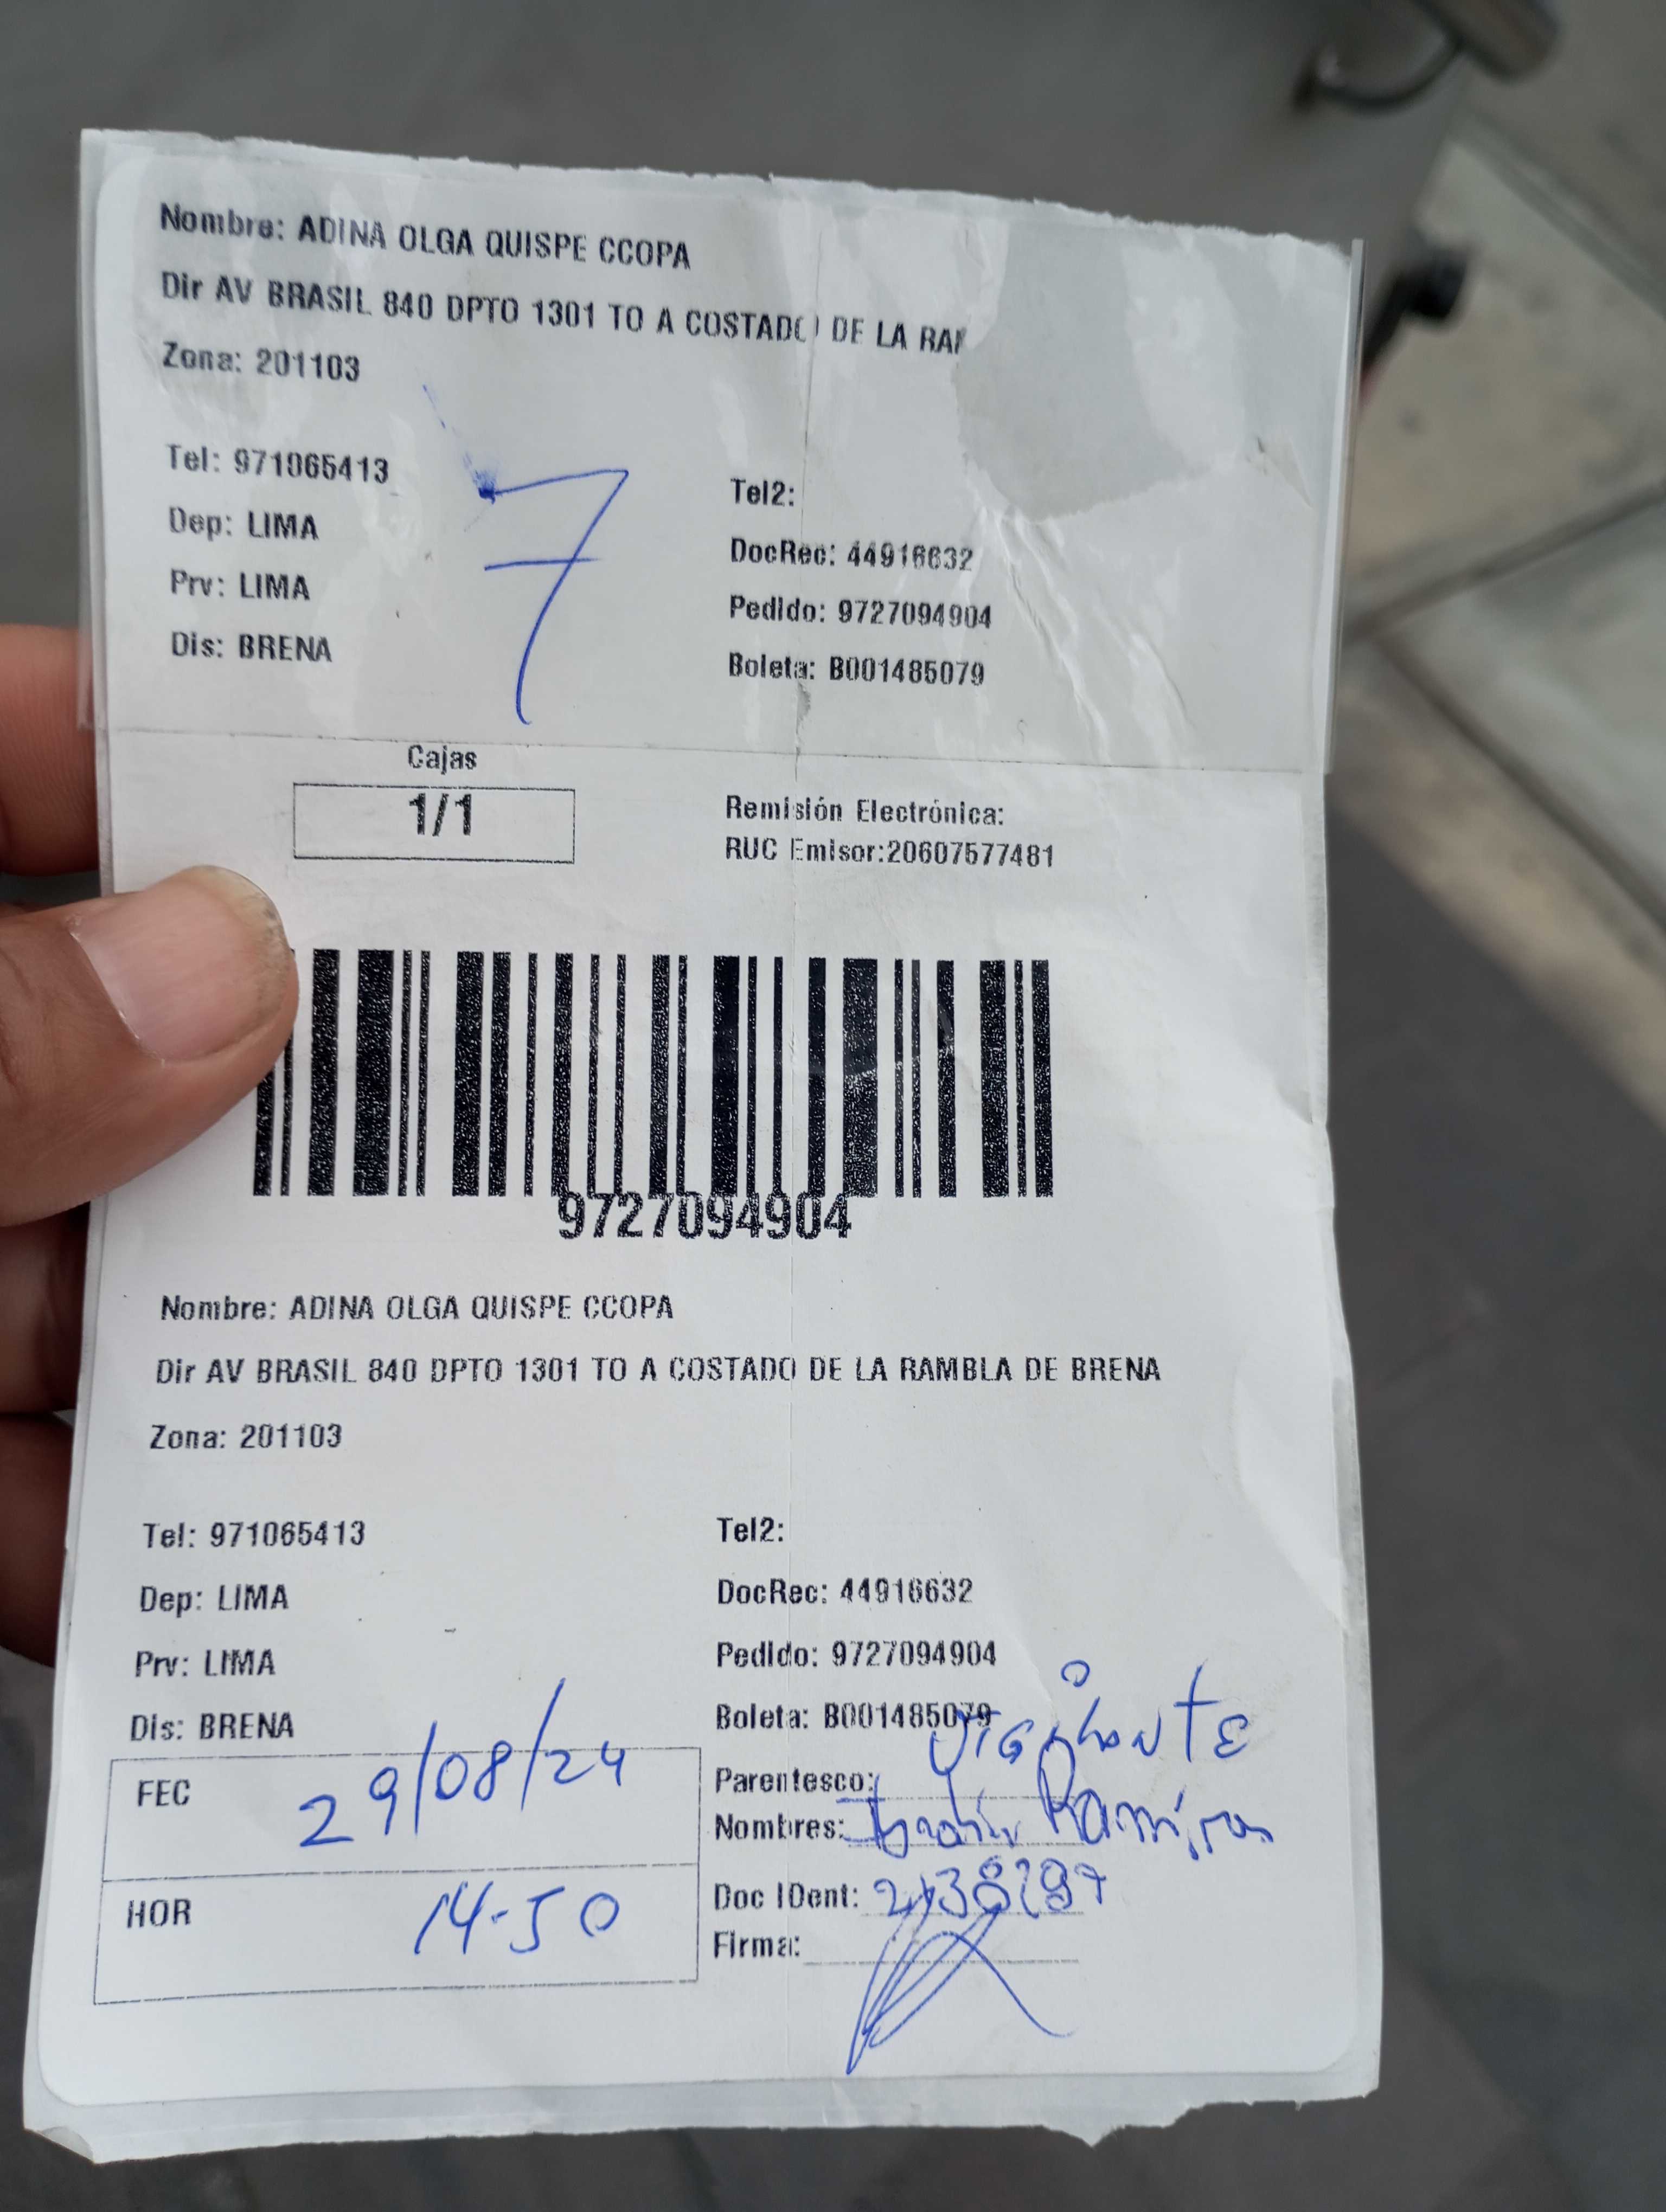 Nombre: ADINA OLGA QUISPE CCOPA
Dir AV BRASIL 840 DPTO 1301 TO A COSTADO DE LA RA
Zona: 201103
Tel: 971065413
Tel2:
Dep: LIMA
DocRec: 44916632
Prv: LIMA
Pedido: 9727094904
Dis: BRENA
Boleta: B001485079
7
Cajas
1/1
Remisión Electrónica:
RUC Emisor:20607577481
9727094904
Nombre: ADINA OLGA QUISPE CCOPA
Dir AV BRASIL 840 DPTO 1301 TO A COSTADO DE LA RAMBLA DE BRENA
Zona: 201103
Tel: 971065413
Tel2:
Dep: LIMA
DocRec: 44916632
Prv: LIMA
Pedido: 9727094904
Dis: BRENA
Boleta: B001485079
FEC 29/08/24
HOR 14-50
Parentesco: Vigilante
Nombres: Ramírez
Doc IDent:
Firma: